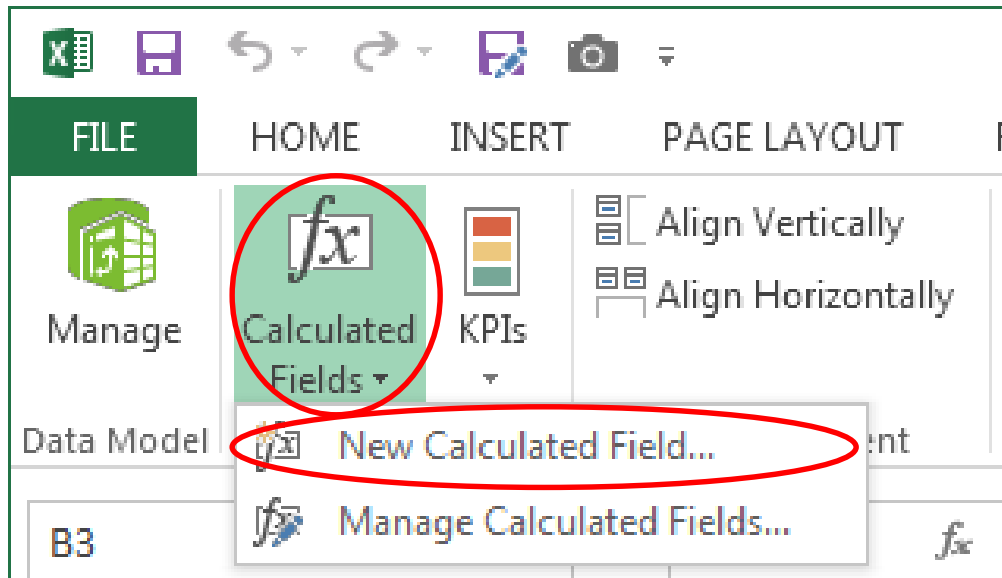 FILE HOME INSERT PAGE LAYOUT
Manage
Calculated
Fields
KPIs
Align Vertically
Align Horizontally
Data Model
New Calculated Field...
Manage Calculated Fields...
B3
fx